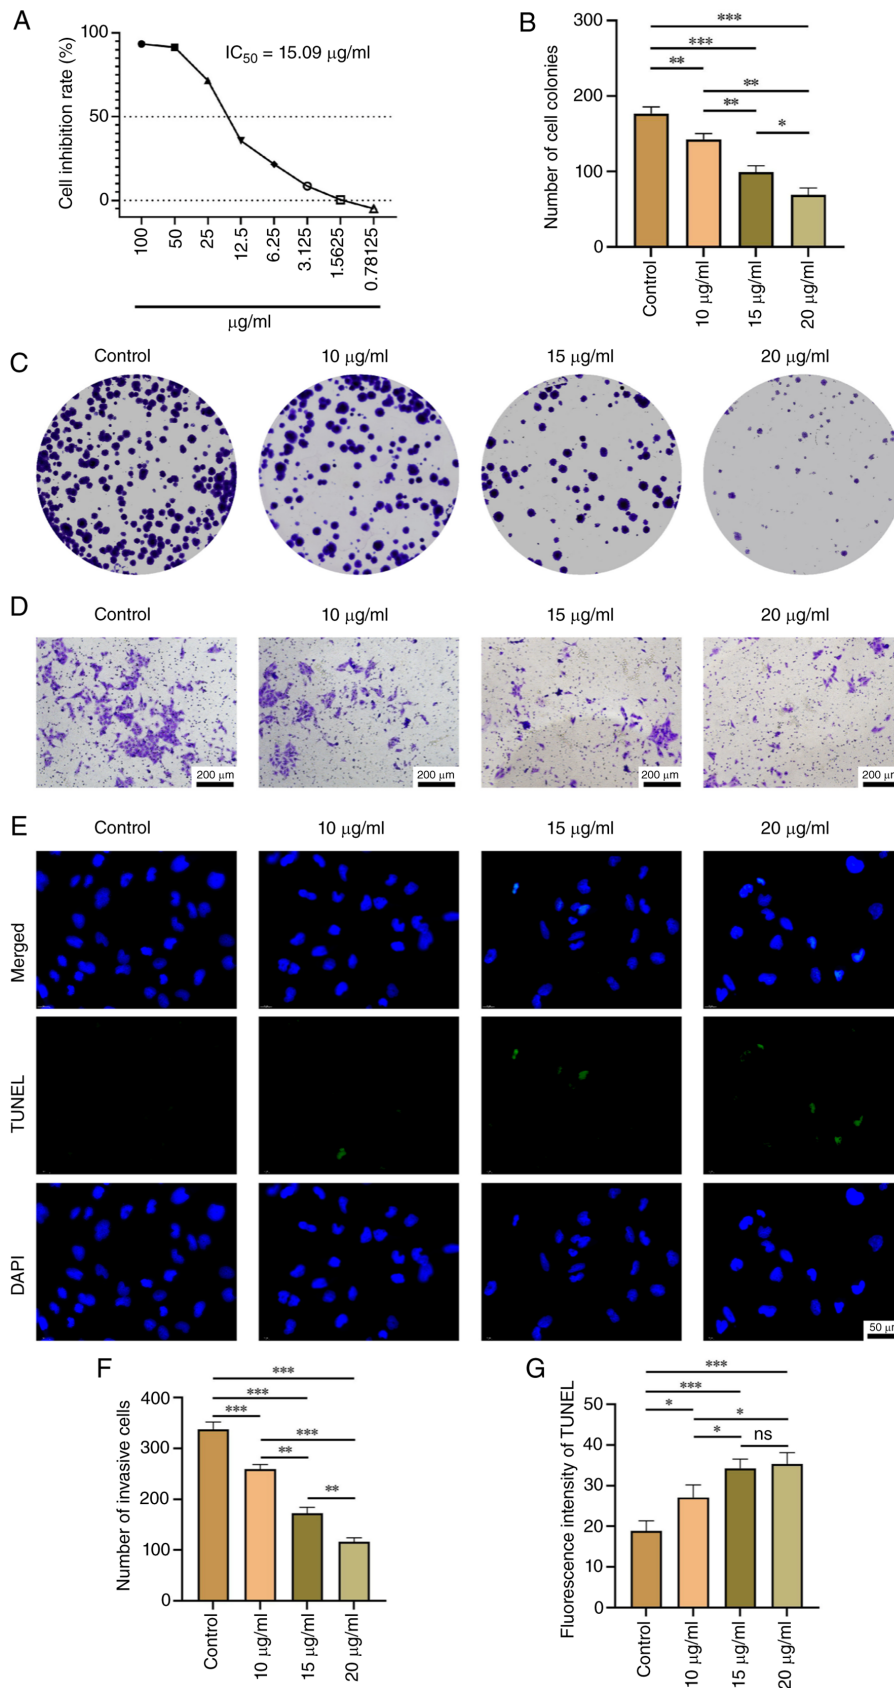 A
Cell inhibition rate (%)
100
50
0
IC50 = 15.09 μg/ml
100
50
25
12.5
6.25
3.125
1.5625
0.78125
μg/ml
B
Number of cell colonies
300
200
100
0
***
***
**
**
**
*
Control
10 μg/ml
15 μg/ml
20 μg/ml
C
Control
10 μg/ml
15 μg/ml
20 μg/ml
D
Control
10 μg/ml
15 μg/ml
20 μg/ml
200 μm
200 μm
200 μm
200 μm
E
Control
10 μg/ml
15 μg/ml
20 μg/ml
Merged
TUNEL
DAPI
50 μm
F
Number of invasive cells
400
300
200
100
0
***
***
***
***
**
**
Control
10 μg/ml
15 μg/ml
20 μg/ml
G
Fluorescence intensity of TUNEL
50
40
30
20
10
0
***
***
*
*
*
ns
Control
10 μg/ml
15 μg/ml
20 μg/ml